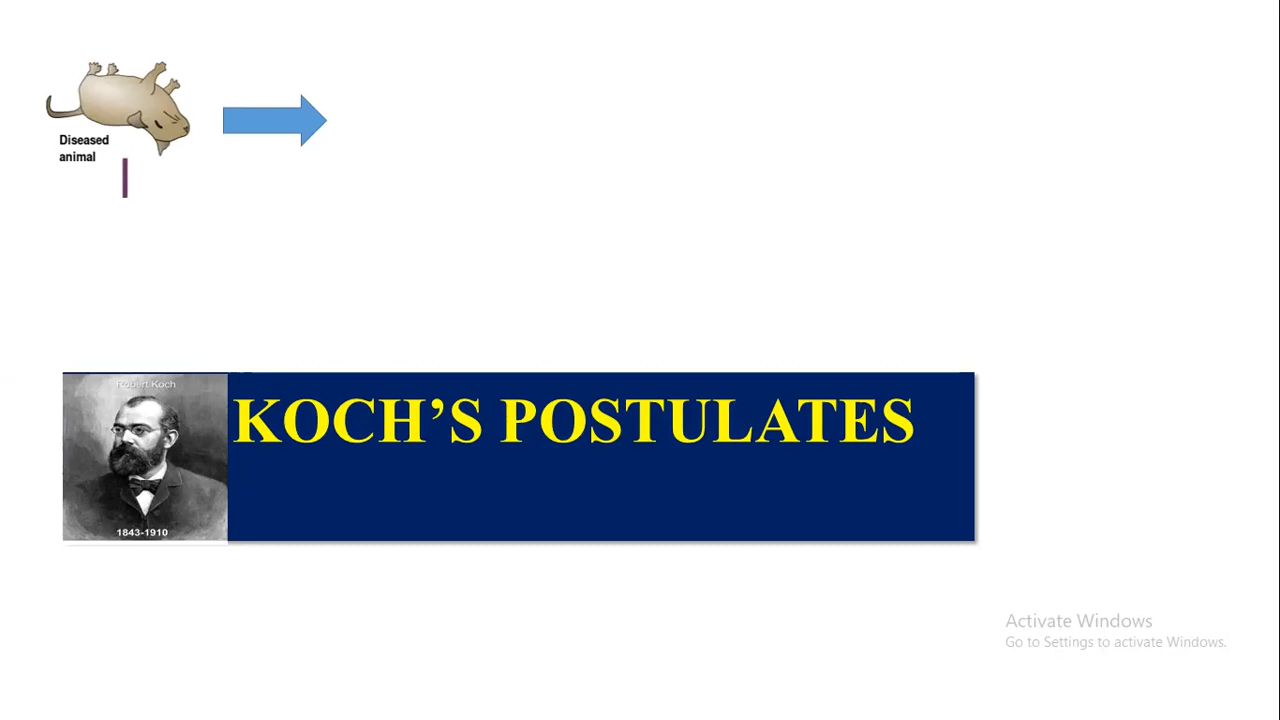 Diseased
animal
Robert Koch
KOCH’S POSTULATES
1843-1910
Activate Windows
Go to Settings to activate Windows.